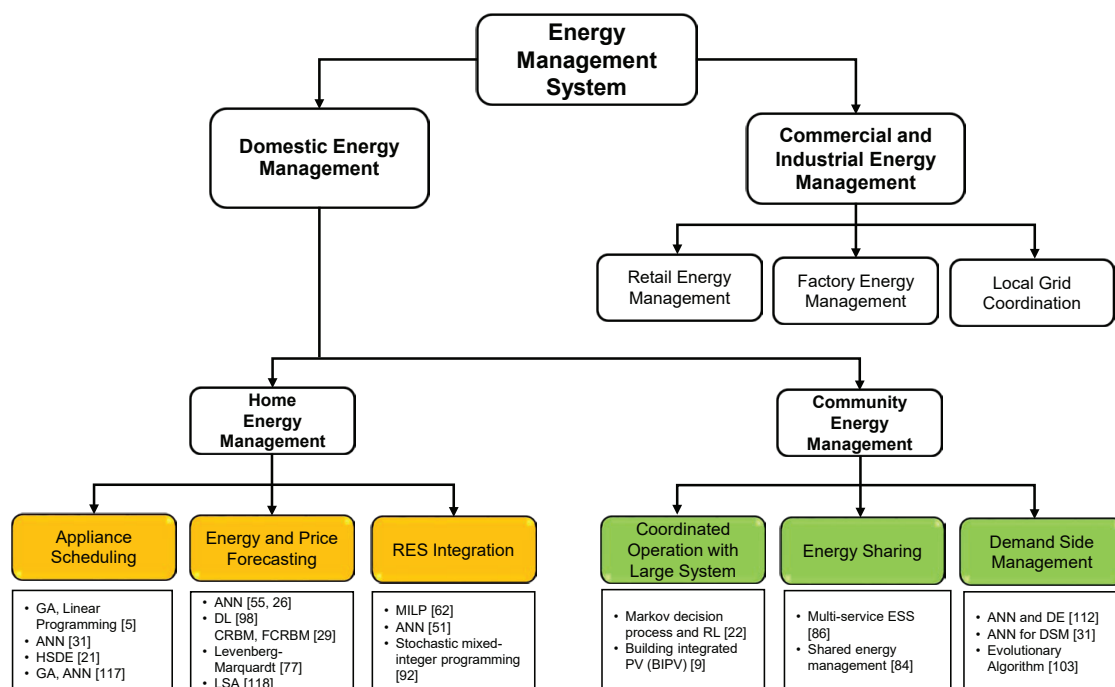 Energy
Management
System
Domestic Energy
Management
Commercial and
Industrial Energy
Management
Retail Energy
Management
Factory Energy
Management
Local Grid
Coordination
Home
Energy
Management
Community
Energy
Management
Appliance
Scheduling
Energy and Price
Forecasting
RES Integration
Coordinated
Operation with
Large System
Energy Sharing
Demand Side
Management
• GA, Linear
Programming [5]
• ANN [31]
• HSDE [21]
• GA, ANN [117]
• ANN [55, 26]
• DL [98]
CRBM, FCRBM [29]
• Levenberg-
Marquardt [77]
• LSA [118]
• MILP [62]
• ANN [51]
• Stochastic mixed-
integer programming
[92]
• Markov decision
process and RL [22]
• Building integrated
PV (BIPV) [9]
• Multi-service ESS
[86]
• Shared energy
management [84]
• ANN and DE [112]
• ANN for DSM [31]
• Evolutionary
Algorithm [103]